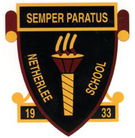 SEMPER PARATUS
NETHERLEE
SCHOOL
19 33